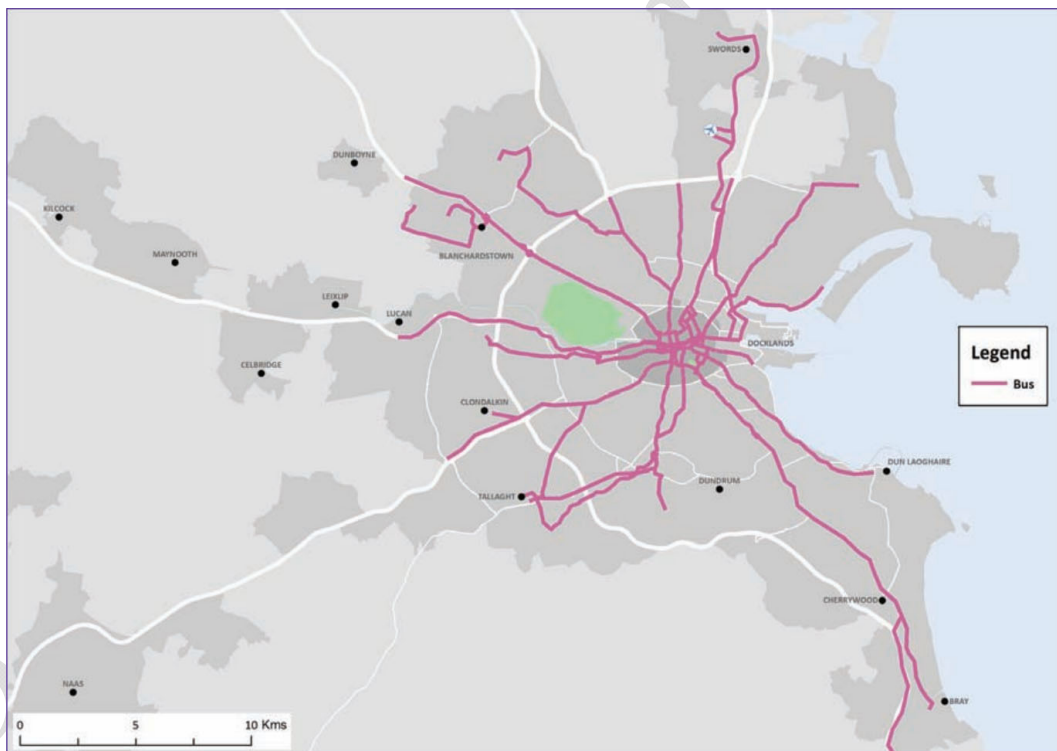 SWORDS
DUNBOYNE
KILCOCK
BLANCHARDSTOWN
MAYNOOTH
LEIXLIP
LUCAN
DOCKLANDS
CELBRIDGE
Legend
Bus
CLONDALKIN
DUN LAOGHAIRE
DUNDRUM
TALLAGHT
CHERRYWOOD
NAAS
BRAY
0 5 10 Kms